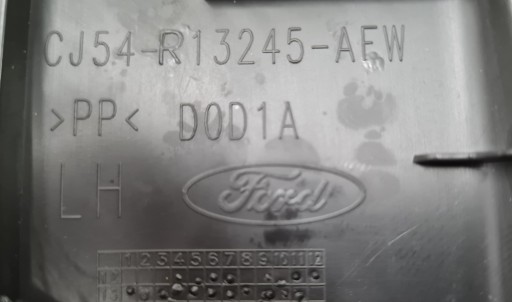 CJ54-R13245-AEW
>PP< D0D1A
LH Ford
1 2 3 4 5 6 7 8 9 10 11 12